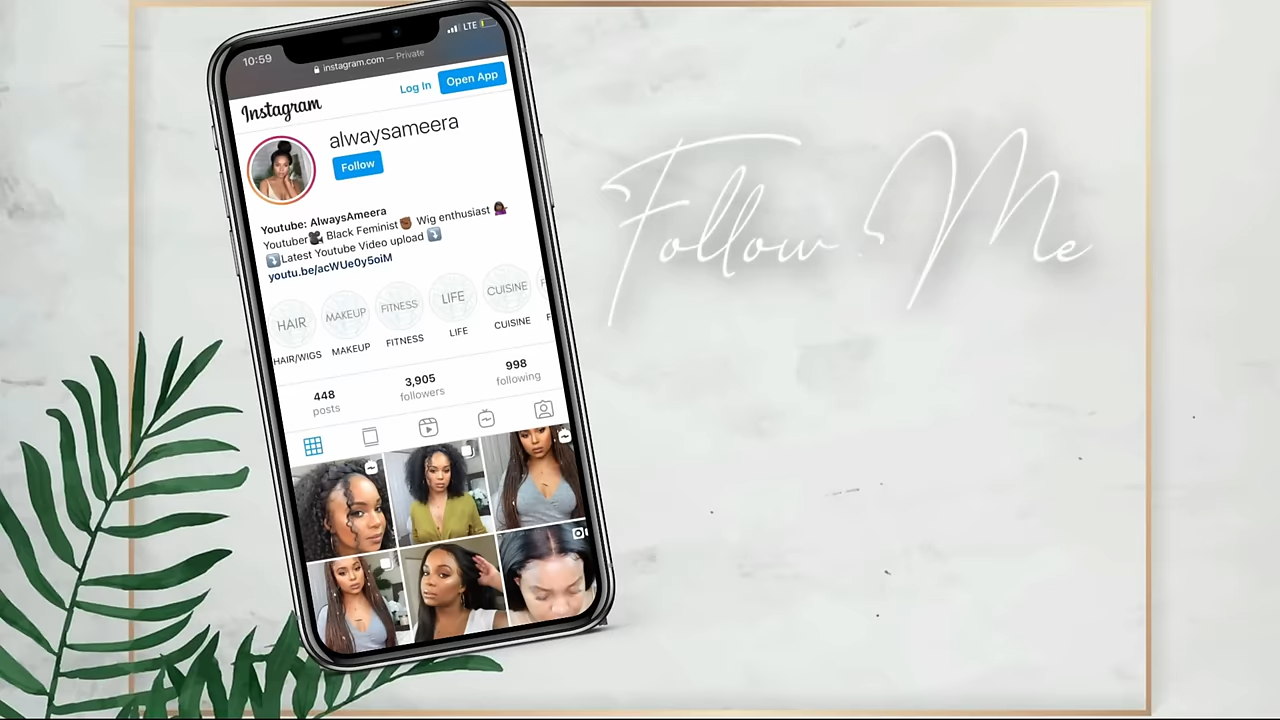 10:59
LTE
instagram.com — Private
Instagram
Log In
Open App
alwaysameera
Follow
Youtube: AlwaysAmeera
Youtuber🎥 Black Feminist✊🏾 Wig enthusiast 💁🏾‍♀️
⤵️Latest Youtube Video upload ⤵️
youtu.be/acWUe0y5oiM
HAIR MAKEUP FITNESS LIFE CUISINE F
HAIR/WIGS MAKEUP FITNESS LIFE CUISINE F
448 3,905 998
posts followers following
Follow Me